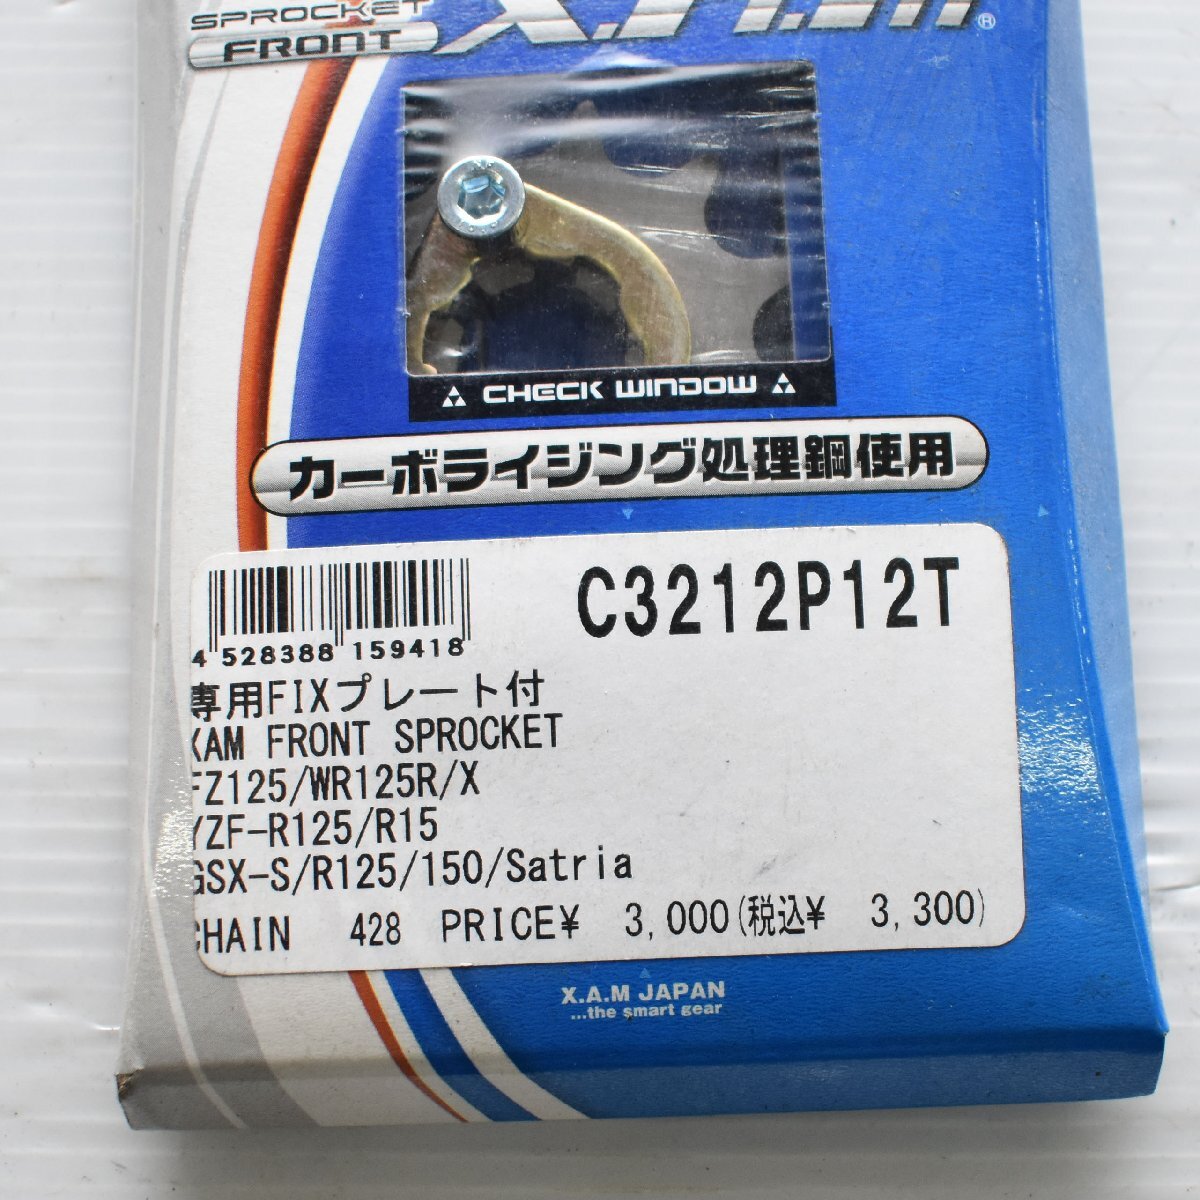 SPROCKET
FRONT
X.A.M ®
CHECK WINDOW
カーボライジング処理鋼使用
C3212P12T
4 528388 159418
専用FIXプレート付
XAM FRONT SPROCKET
FZ125/WR125R/X
YZF-R125/R15
GSX-S/R125/150/Satria
CHAIN 428 PRICE¥ 3,000(税込¥ 3,300)
X.A.M JAPAN
...the smart gear